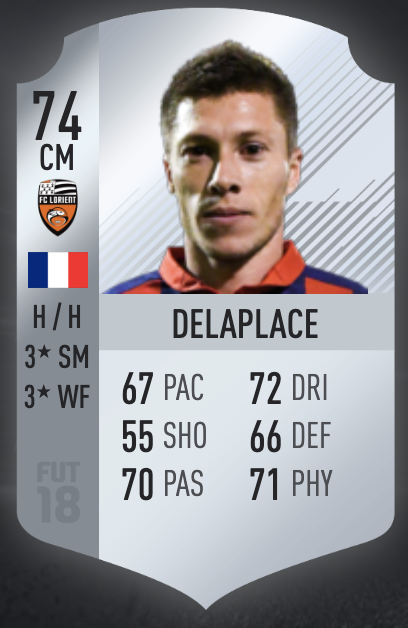 74
CM
FC LORIENT
H / H
3★ SM
3★ WF
FUT
18
DELAPLACE
67 PAC 72 DRI
55 SHO 66 DEF
70 PAS 71 PHY